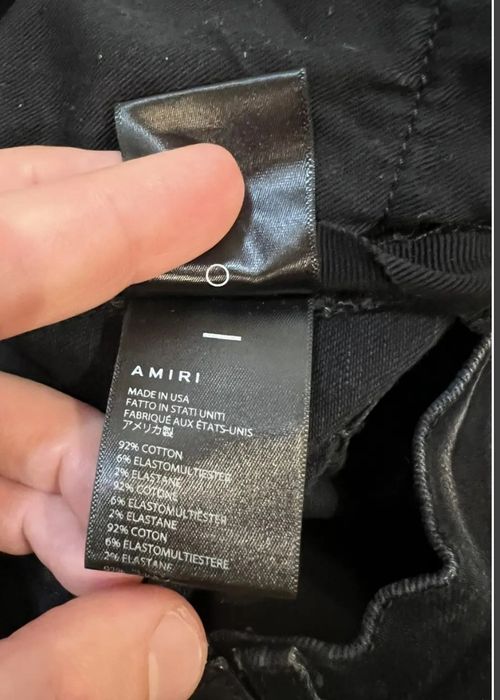 AMIRI
MADE IN USA
FATTO IN STATI UNITI
FABRIQUÉ AUX ÉTATS-UNIS
アメリカ製
92% COTTON
6% ELASTOMULTIESTER
2% ELASTANE
92% COTONE
6% ELASTOMULTIESTER
2% ELASTANE
92% COTON
6% ELASTOMULTIESTERE
2% ELASTANE